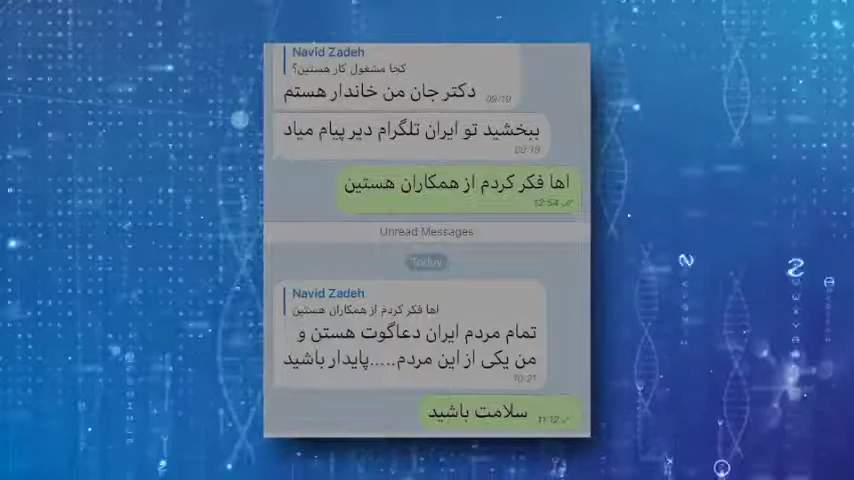 Navid Zadeh
کجا مشغول کار هستین؟
دکتر جان من خاندار هستم
09:19
ببخشید تو ایران تلگرام دیر پیام میاد
09:19
اها فکر کردم از همکاران هستین
12:54
Unread Messages
Today
Navid Zadeh
اها فکر کردم از همکاران هستین
تمام مردم ایران دعاگوت هستن و
من یکی از این مردم.....پایدار باشید
10:21
سلامت باشید
11:12